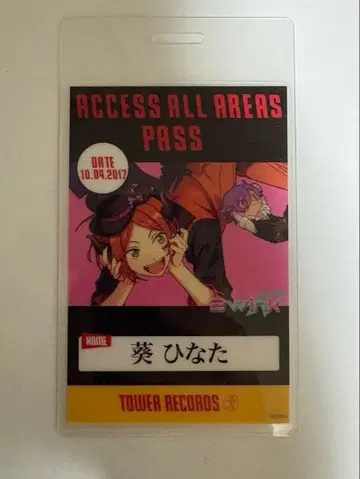 ACCESS ALL AREAS
PASS
DATE
10.04.2017
NAME
葵 ひなた
TOWER RECORDS